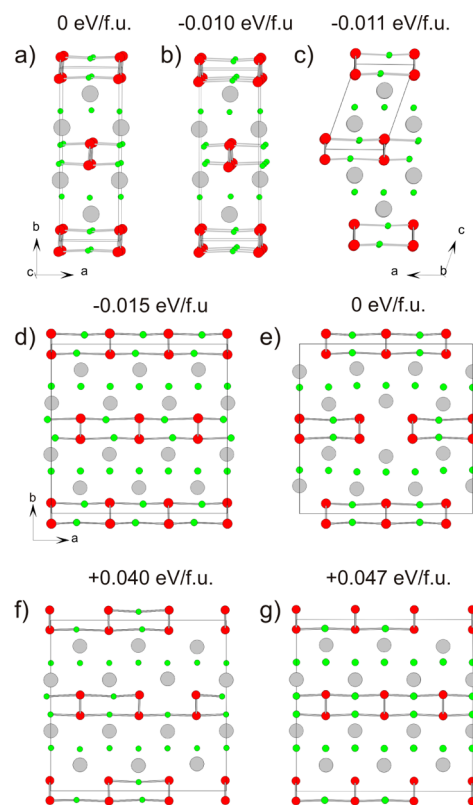 0 eV/f.u. -0.010 eV/f.u. -0.011 eV/f.u.
a) b) c)
b c
c a a b
-0.015 eV/f.u 0 eV/f.u.
d) e)
b
a
+0.040 eV/f.u. +0.047 eV/f.u.
f) g)